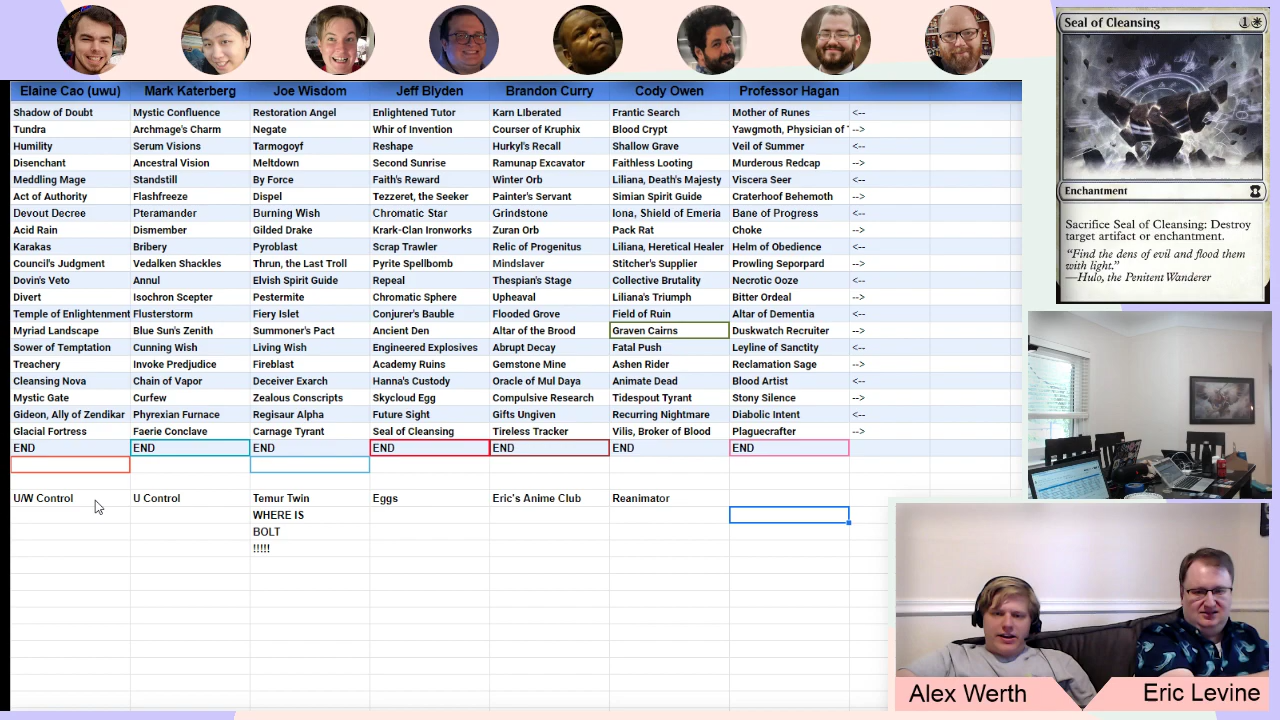 Elaine Cao (uwu) Mark Katerberg Joe Wisdom Jeff Blyden Brandon Curry Cody Owen Professor Hagan
Shadow of Doubt Mystic Confluence Restoration Angel Enlightened Tutor Karn LIberated Frantic Search Mother of Runes <--
Tundra Archmage's Charm Negate Whir of Invention Courser of Kruphix Blood Crypt Yawgmoth, Physician of -->
Humility Serum Visions Tarmogoyf Reshape Hurkyl's Recall Shallow Grave Veil of Summer <--
Disenchant Ancestral Vision Meltdown Second Sunrise Ramunap Excavator Faithless Looting Murderous Redcap -->
Meddling Mage Standstill By Force Faith's Reward Winter Orb Liliana, Death's Majesty Viscera Seer <--
Act of Authority Flashfreeze Dispel Tezzeret, the Seeker Painter's Servant Simian Spirit Guide Craterhoof Behemoth -->
Devout Decree Pteramander Burning Wish Chromatic Star Grindstone Iona, Shield of Emeria Bane of Progress <--
Acid Rain Dismember Gilded Drake Krark-Clan Ironworks Zuran Orb Pack Rat Choke -->
Karakas Bribery Pyroblast Scrap Trawler Relic of Progenitus Liliana, Heretical Healer Helm of Obedience <--
Council's Judgment Vedalken Shackles Thrun, the Last Troll Pyrite Spellbomb Mindslaver Stitcher's Supplier Prowling Serpopard -->
Dovin's Veto Annul Elvish Spirit Guide Repeal Thespian's Stage Collective Brutality Necrotic Ooze <--
Divert Isochron Scepter Pestermite Chromatic Sphere Upheaval Liliana's Triumph Bitter Ordeal -->
Temple of Enlightenment Flusterstorm Fiery Islet Conjurer's Bauble Flooded Grove Field of Ruin Altar of Dementia <--
Myriad Landscape Blue Sun's Zenith Summoner's Pact Ancient Den Altar of the Brood Graven Cairns Duskwatch Recruiter -->
Sower of Temptation Cunning Wish Living Wish Engineered Explosives Abrupt Decay Fatal Push Leyline of Sanctity <--
Treachery Invoke Prejudice Fireblast Academy Ruins Gemstone Mine Ashen Rider Reclamation Sage -->
Cleansing Nova Chain of Vapor Deceiver Exarch Hanna's Custody Oracle of Mul Daya Animate Dead Blood Artist <--
Mystic Gate Curfew Zealous Conscripts Skycloud Egg Compulsive Research Tidespout Tyrant Stony Silence -->
Gideon, Ally of Zendikar Phyrexian Furnace Regisaur Alpha Future Sight Gifts Ungiven Recurring Nightmare Diabolic Intent <--
Glacial Fortress Faerie Conclave Carnage Tyrant Seal of Cleansing Tireless Tracker Vilis, Broker of Blood Plaguecrafter -->
END END END END END END END
U/W Control U Control Temur Twin Eggs Eric's Anime Club Reanimator
WHERE IS
BOLT
!!!!!
Seal of Cleansing 1
Enchantment
Sacrifice Seal of Cleansing: Destroy
target artifact or enchantment.
“Find the dens of evil and flood them
with light.”
—Hulo, the Penitent Wanderer
Alex Werth
Eric Levine